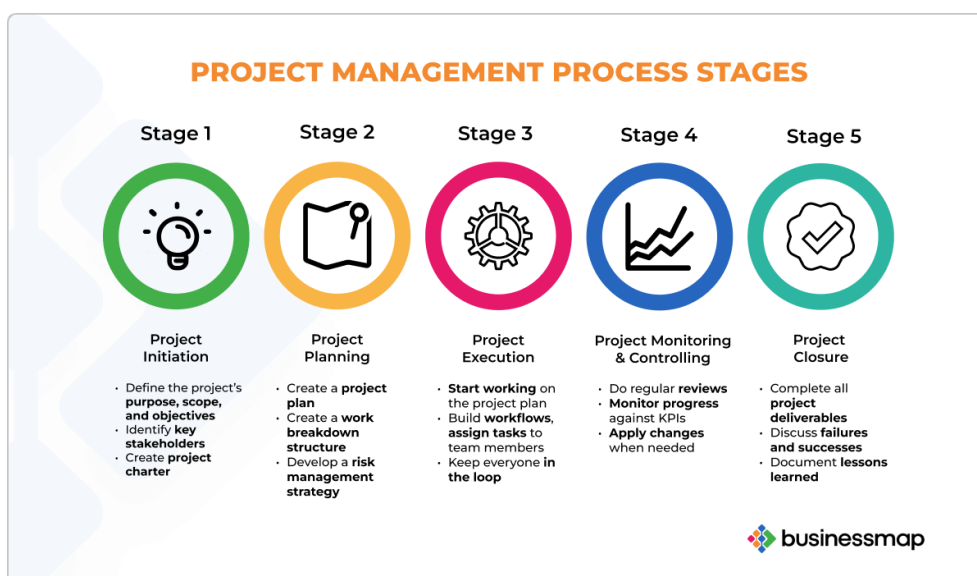 PROJECT MANAGEMENT PROCESS STAGES
Stage 1
Stage 2
Stage 3
Stage 4
Stage 5
Project
Initiation
• Define the project's
purpose, scope,
and objectives
• Identify key
stakeholders
• Create project
charter
Project
Planning
• Create a project
plan
• Create a work
breakdown
structure
• Develop a risk
management
strategy
Project
Execution
• Start working on
the project plan
• Build workflows,
assign tasks to
team members
• Keep everyone in
the loop
Project Monitoring
& Controlling
• Do regular reviews
• Monitor progress
against KPIs
• Apply changes
when needed
Project
Closure
• Complete all
project
deliverables
• Discuss failures
and successes
• Document lessons
learned
businessmap